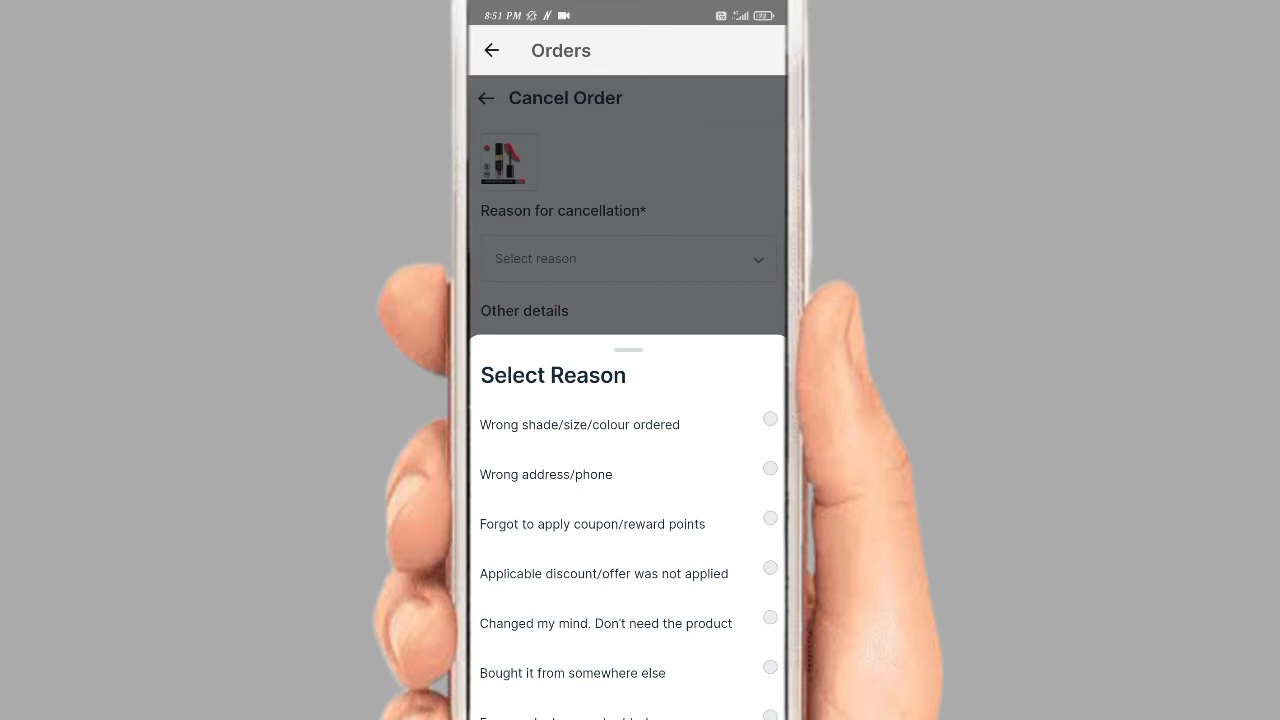 8:51 PM
Orders
Cancel Order
Reason for cancellation*
Select reason
Other details
Select Reason
Wrong shade/size/colour ordered
Wrong address/phone
Forgot to apply coupon/reward points
Applicable discount/offer was not applied
Changed my mind. Don't need the product
Bought it from somewhere else